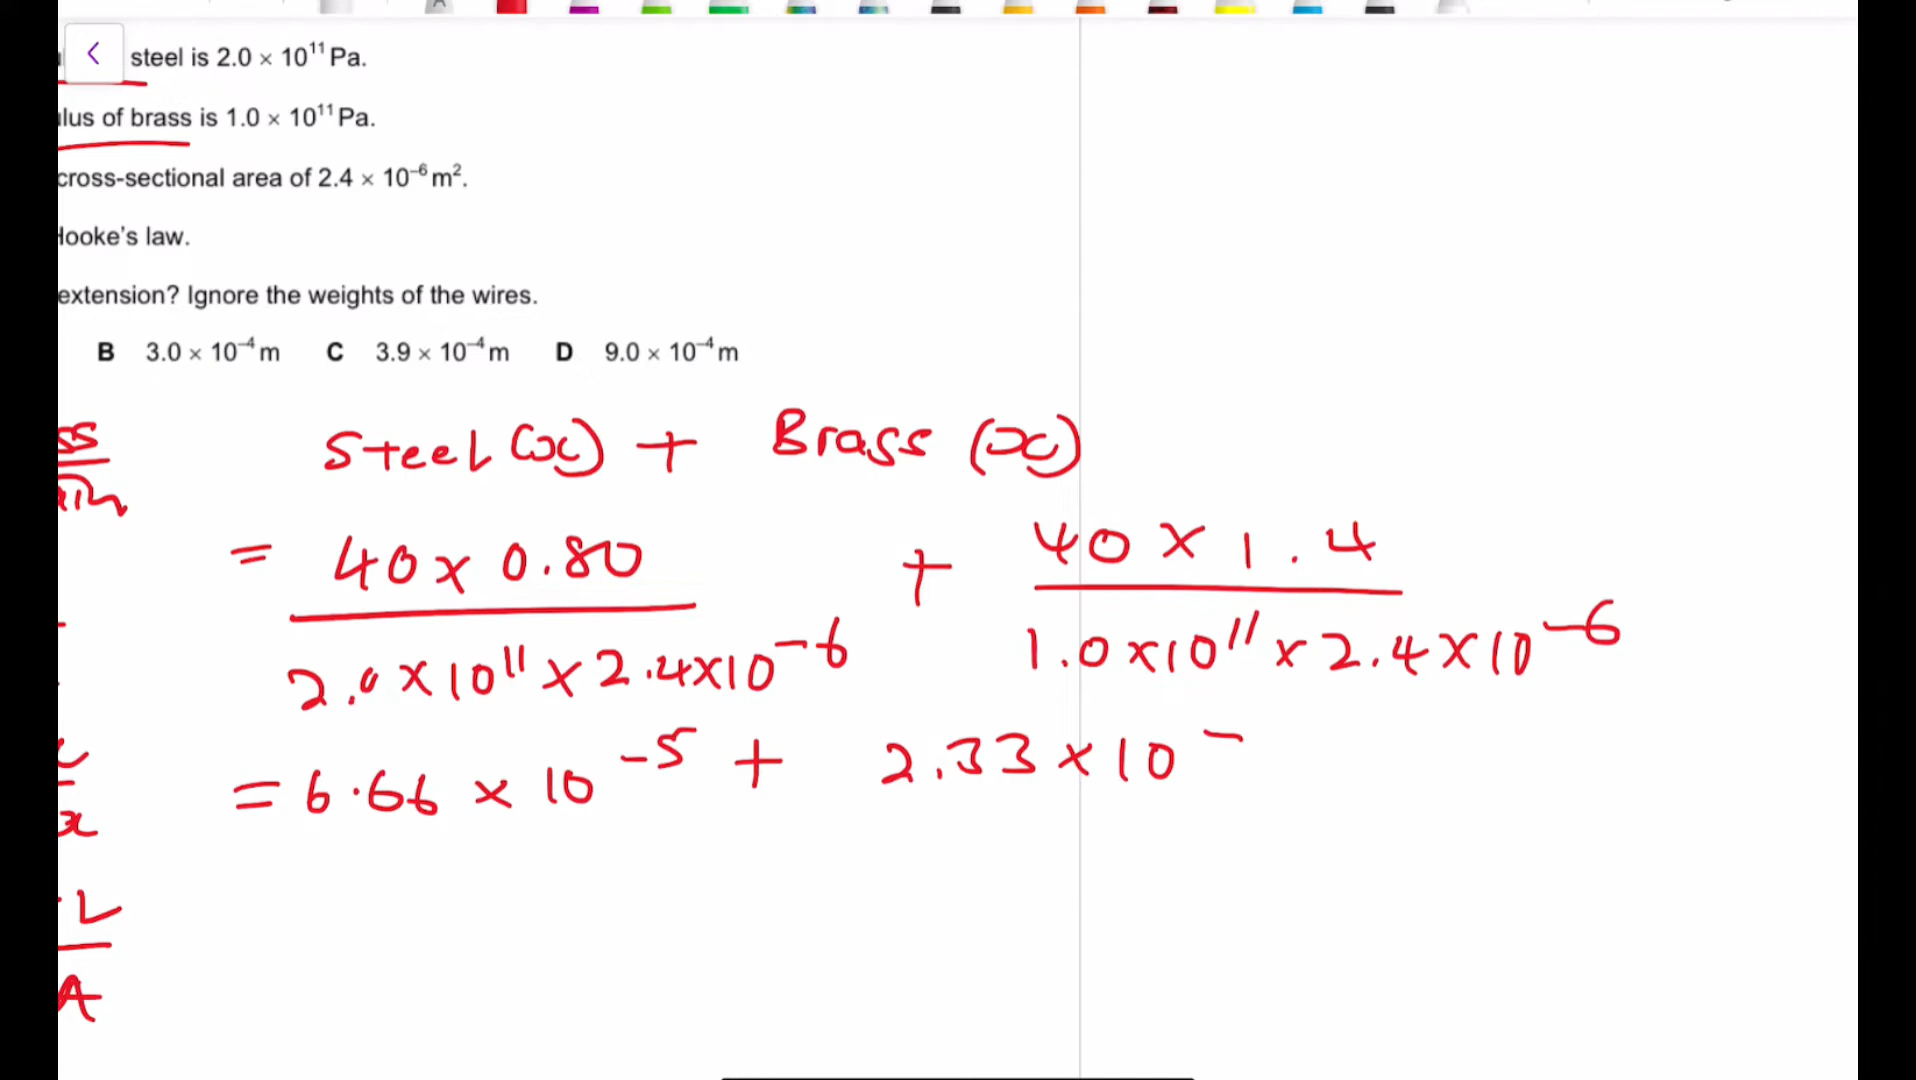 steel is 2.0 × 10¹¹ Pa.
lus of brass is 1.0 × 10¹¹ Pa.
cross-sectional area of 2.4 × 10⁻⁶ m².
Hooke's law.
extension? Ignore the weights of the wires.
B 3.0 × 10⁻⁴ m C 3.9 × 10⁻⁴ m D 9.0 × 10⁻⁴ m
ss
ain
Steel (x) + Brass (x)
= 40 x 0.80 + 40 x 1.4
2.0 x 10¹¹ x 2.4 x 10⁻⁶ 1.0 x 10¹¹ x 2.4 x 10⁻⁶
= 6.66 x 10⁻⁵ + 2.33 x 10⁻
x
L
A